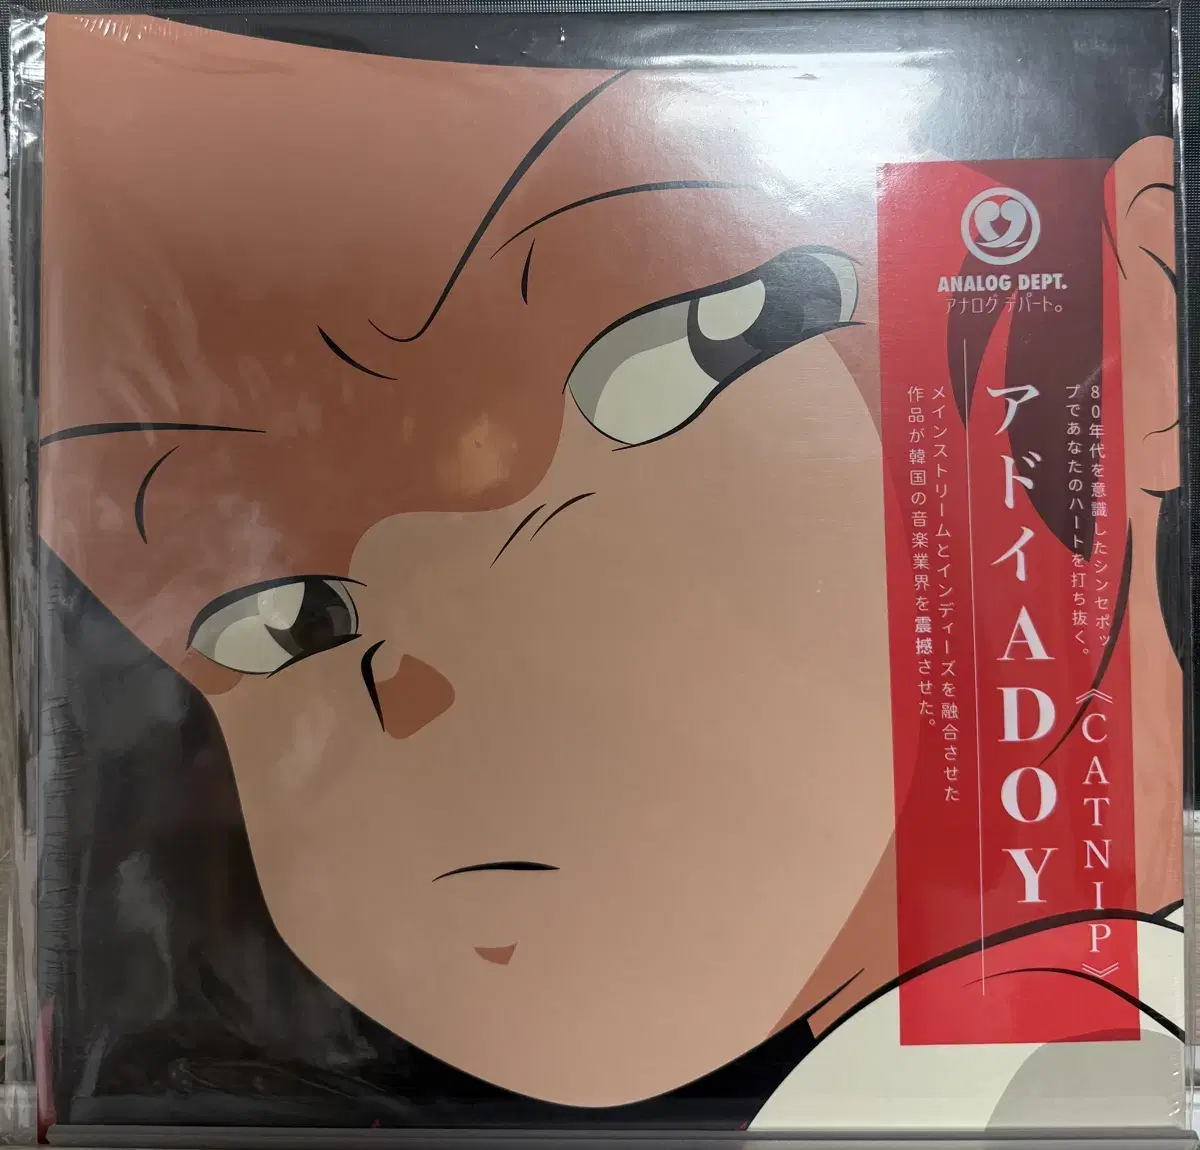 ANALOG DEPT.
アナログ デパート。
80年代を意識したシンセポッ
プであなたのハートを打ち抜く。
《CATNIP》
アドイADOY
メインストリームとインディーズを融合させた
作品が韓国の音楽業界を震撼させた。